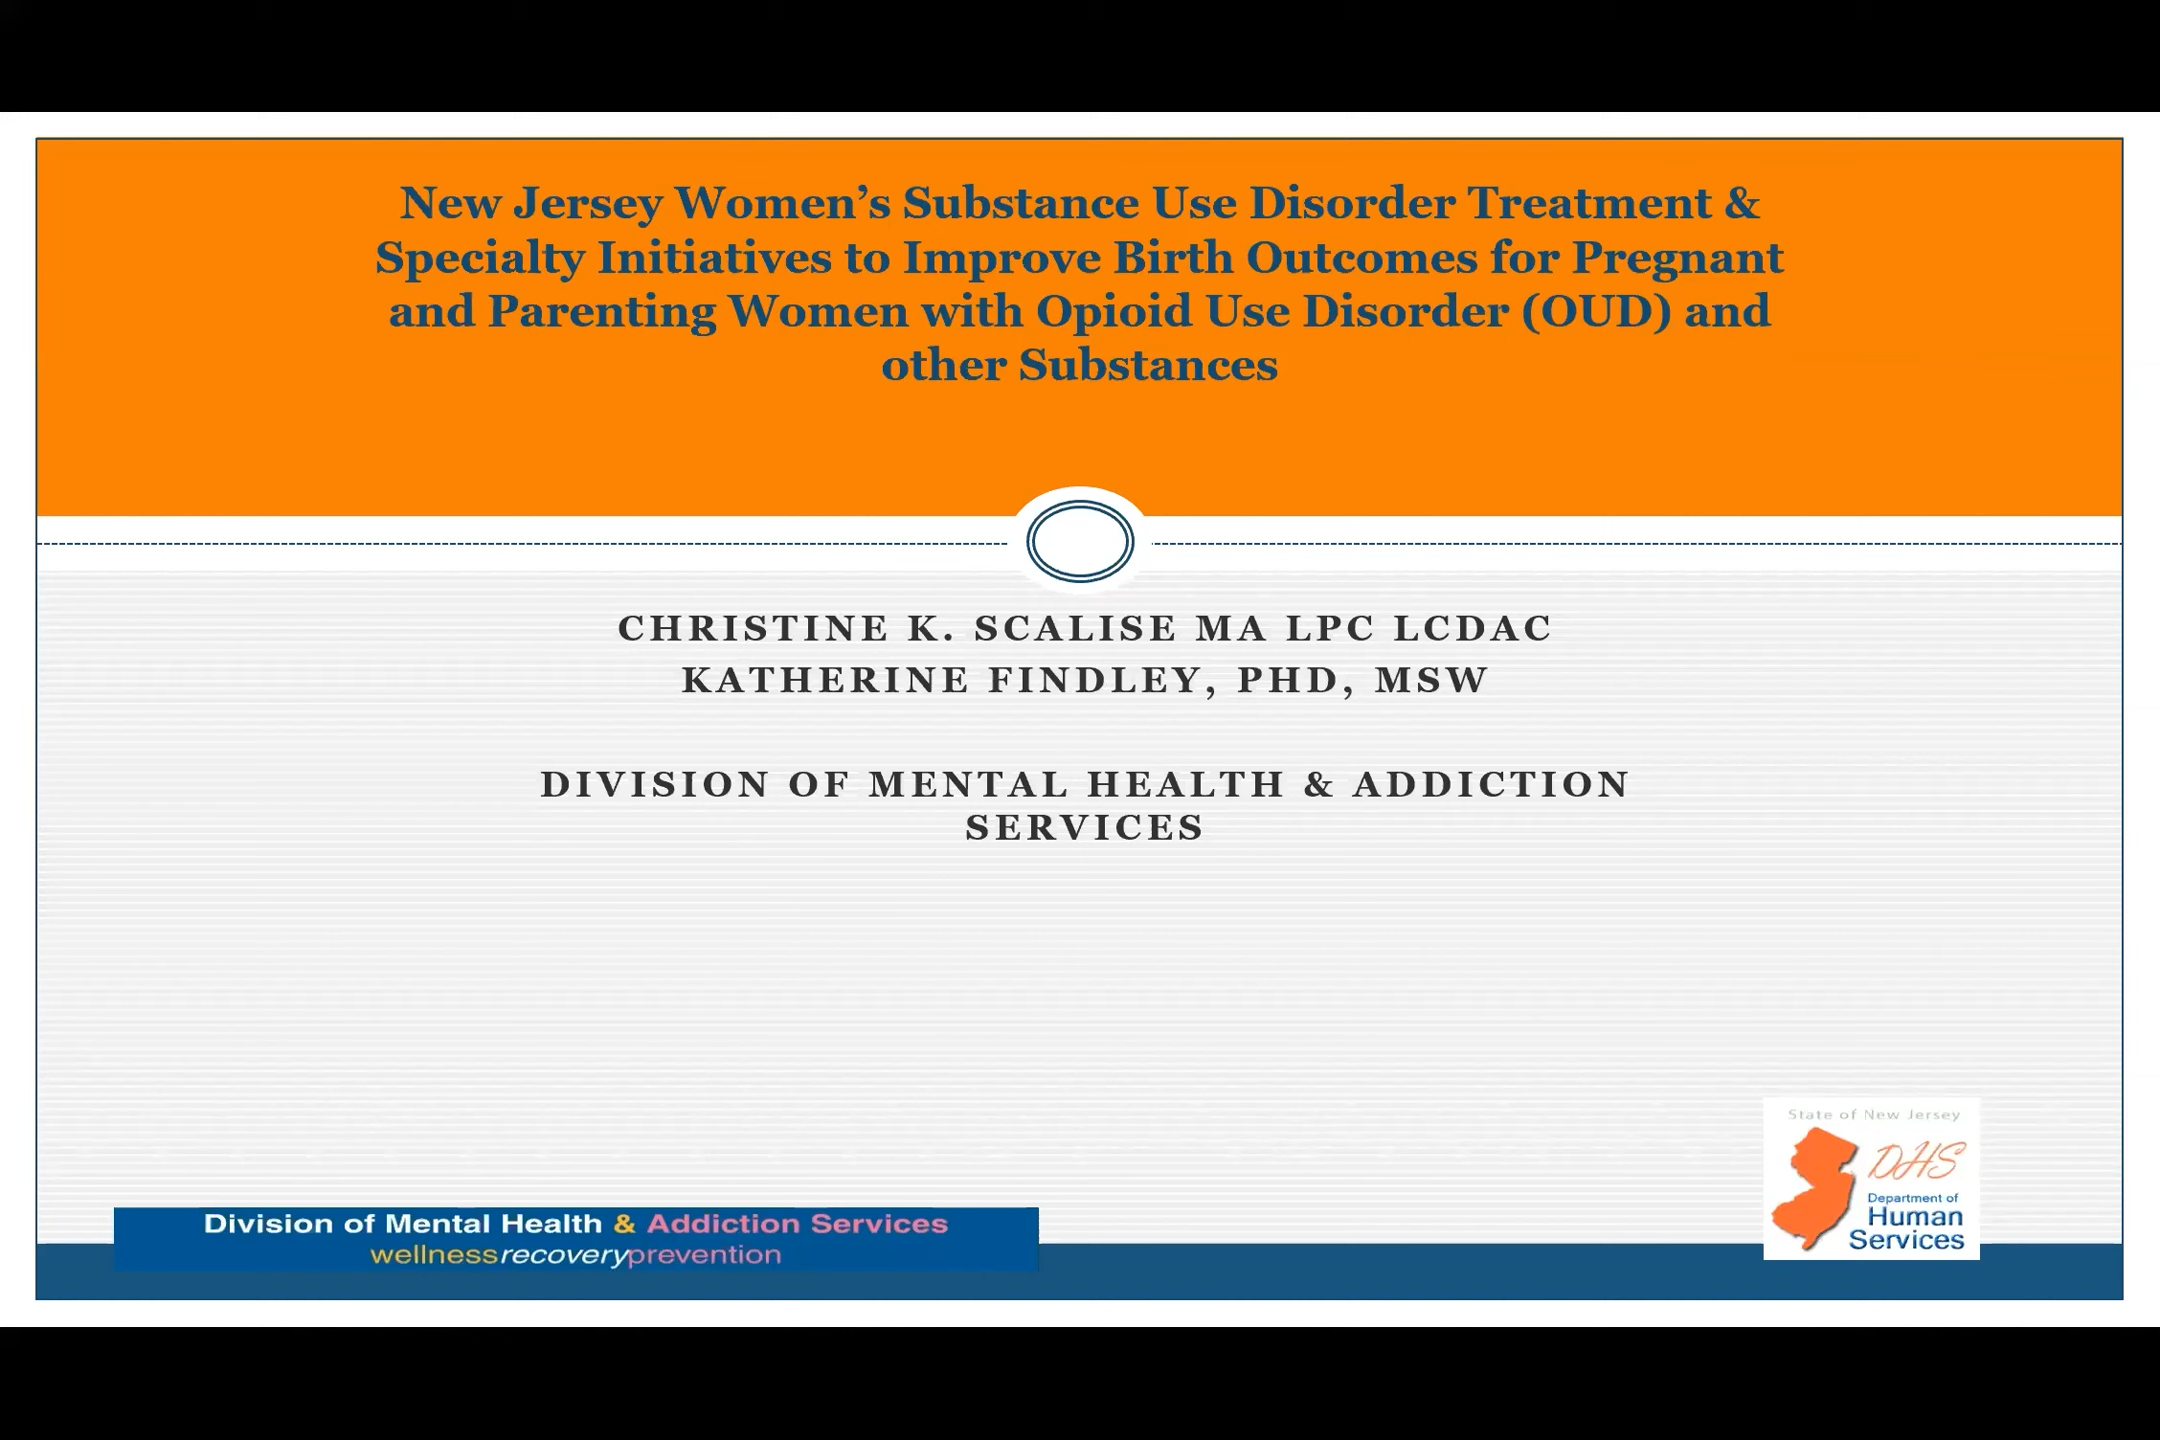 New Jersey Women’s Substance Use Disorder Treatment &
Specialty Initiatives to Improve Birth Outcomes for Pregnant
and Parenting Women with Opioid Use Disorder (OUD) and
other Substances
CHRISTINE K. SCALISE MA LPC LCDAC
KATHERINE FINDLEY, PHD, MSW
DIVISION OF MENTAL HEALTH & ADDICTION
SERVICES
Division of Mental Health & Addiction Services
wellnessrecoveryprevention
State of New Jersey
DHS
Department of
Human
Services